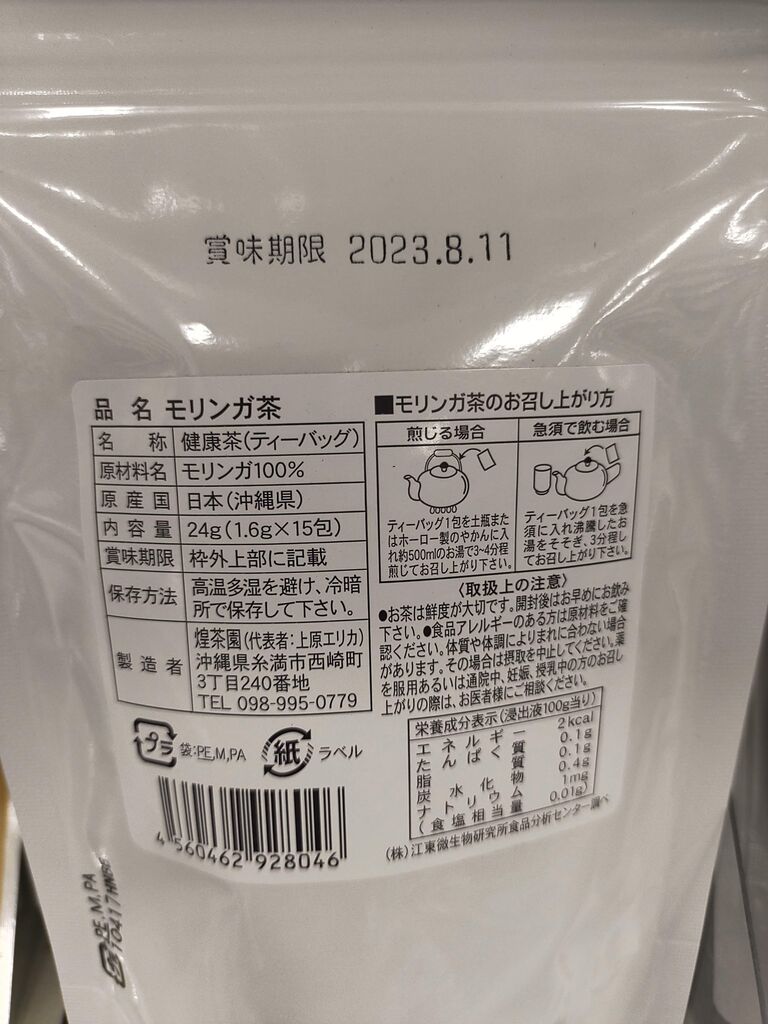 賞味期限 2023.8.11
品名 モリンガ茶
名称 健康茶(ティーバッグ)
原材料名 モリンガ100%
原産国 日本(沖縄県)
内容量 24g(1.6g×15包)
賞味期限 枠外上部に記載
保存方法 高温多湿を避け、冷暗
所で保存して下さい。
製造者 煌茶園(代表者:上原エリカ)
沖縄県糸満市西崎町
3丁目240番地
TEL 098-995-0779
プラ 袋:PE,M,PA 紙 ラベル
4 560462 928046
■モリンガ茶のお召し上がり方
煎じる場合
ティーバッグ1包を土瓶また
はホーロー製のやかんに入
れ約500mlのお湯で3~4分程
煎じてお召し上がり下さい。
急須で飲む場合
ティーバッグ1包を急
須に入れ沸騰したお
湯をそそぎ、3分程し
てお召し上がり下さい。
〈取扱上の注意〉
●お茶は鮮度が大切です。開封後はお早めにお飲み
下さい。●食品アレルギーのある方は原材料をご確
認ください。体質や体調によりまれに合わない場合
があります。その場合は摂取を中止してください。薬
を服用あるいは通院中、妊娠、授乳中の方のお召し
上がりの際は、お医者様にご相談ください。
栄養成分表示(浸出液100g当り)
エネルギー 2kcal
たんぱく質 0.1g
脂質 0.1g
炭水化物 0.4g
ナトリウム 1mg
(食塩相当量 0.01g)
(株)江東微生物研究所食品分析センター調べ
プラ PE,M,PA